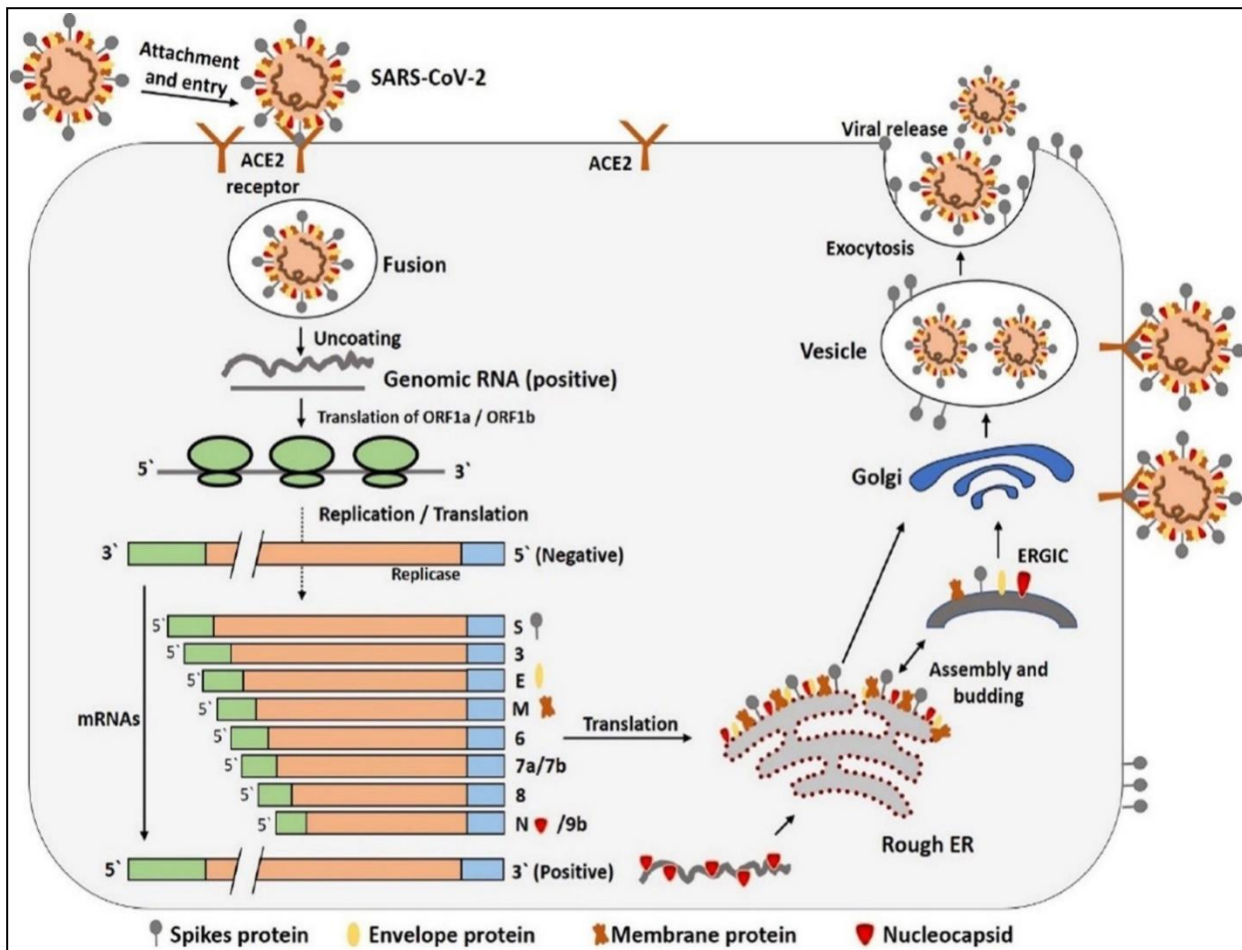 Attachment
and entry
SARS-CoV-2
ACE2
receptor
ACE2
Viral release
Fusion
Exocytosis
Uncoating
Genomic RNA (positive)
Vesicle
Translation of ORF1a / ORF1b
5` 3`
Golgi
Replication / Translation
3` 5` (Negative)
Replicase
ERGIC
5` S
5` 3
5` E
Assembly and
budding
mRNAs
5` M
Translation
5` 6
5` 7a/7b
5` 8
5` N /9b
Rough ER
5` 3` (Positive)
Spikes protein Envelope protein Membrane protein Nucleocapsid